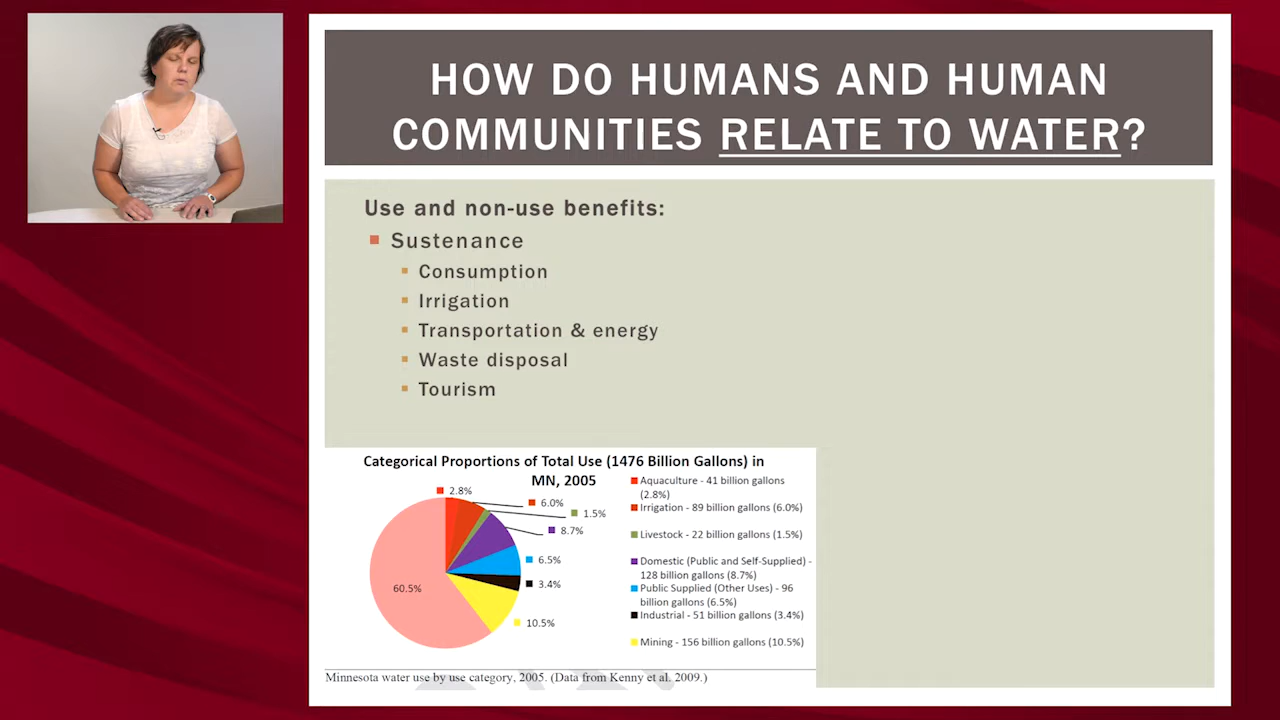 HOW DO HUMANS AND HUMAN
COMMUNITIES RELATE TO WATER?
Use and non-use benefits:
Sustenance
Consumption
Irrigation
Transportation & energy
Waste disposal
Tourism
Categorical Proportions of Total Use (1476 Billion Gallons) in
MN, 2005
2.8%
6.0%
1.5%
8.7%
6.5%
3.4%
10.5%
60.5%
Aquaculture - 41 billion gallons
(2.8%)
Irrigation - 89 billion gallons (6.0%)
Livestock - 22 billion gallons (1.5%)
Domestic (Public and Self-Supplied) -
128 billion gallons (8.7%)
Public Supplied (Other Uses) - 96
billion gallons (6.5%)
Industrial - 51 billion gallons (3.4%)
Mining - 156 billion gallons (10.5%)
Minnesota water use by use category, 2005. (Data from Kenny et al. 2009.)